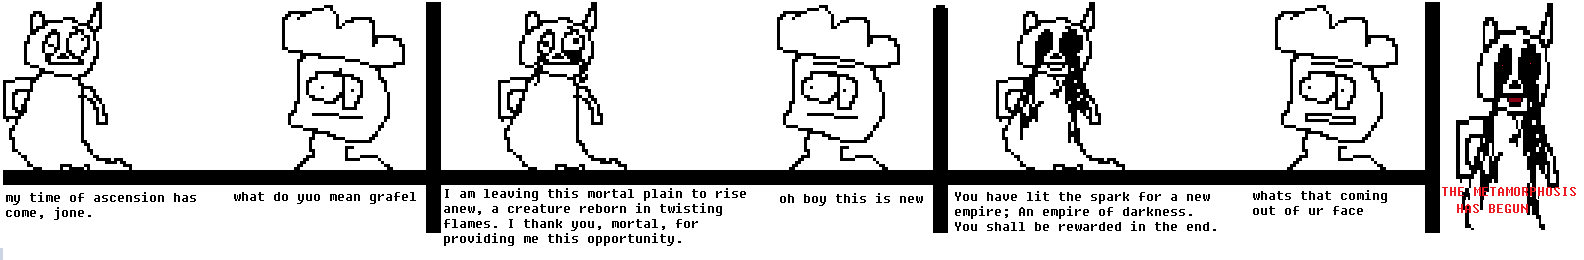 my time of ascension has
come, jone.
what do yuo mean grafel
I am leaving this mortal plain to rise
anew, a creature reborn in twisting
flames. I thank you, mortal, for
providing me this opportunity.
oh boy this is new
You have lit the spark for a new
empire; An empire of darkness.
You shall be rewarded in the end.
whats that coming
out of ur face
THE METAMORPHOSIS
HAS BEGUN